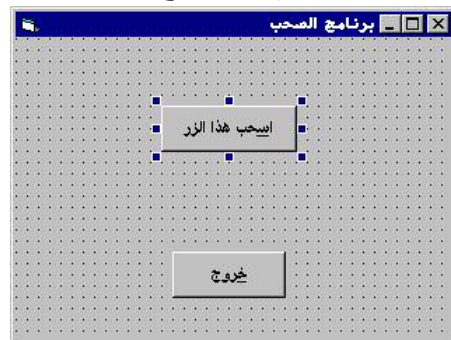 برنامج السحب
اسحب هذا الزر
خروج